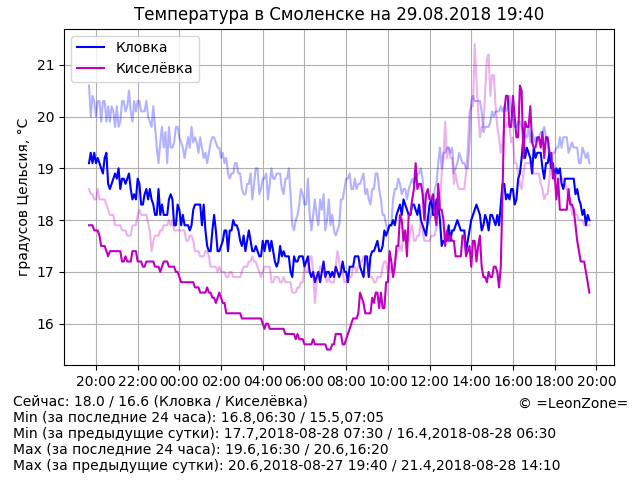 Температура в Смоленске на 29.08.2018 19:40
Кловка
Киселёвка
градусов Цельсия, °C
21
20
19
18
17
16
20:00 22:00 00:00 02:00 04:00 06:00 08:00 10:00 12:00 14:00 16:00 18:00 20:00
Сейчас: 18.0 / 16.6 (Кловка / Киселёвка)
© =LeonZone=
Min (за последние 24 часа): 16.8,06:30 / 15.5,07:05
Min (за предыдущие сутки): 17.7,2018-08-28 07:30 / 16.4,2018-08-28 06:30
Max (за последние 24 часа): 19.6,16:30 / 20.6,16:20
Max (за предыдущие сутки): 20.6,2018-08-27 19:40 / 21.4,2018-08-28 14:10